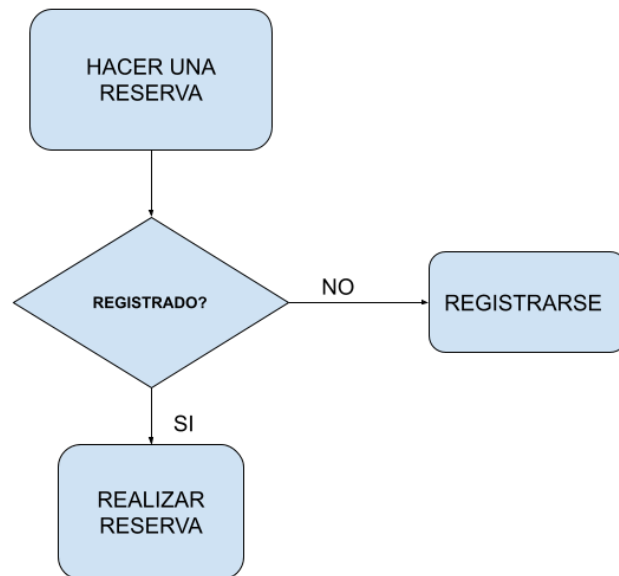 HACER UNA
RESERVA
REGISTRADO?
NO
REGISTRARSE
SI
REALIZAR
RESERVA